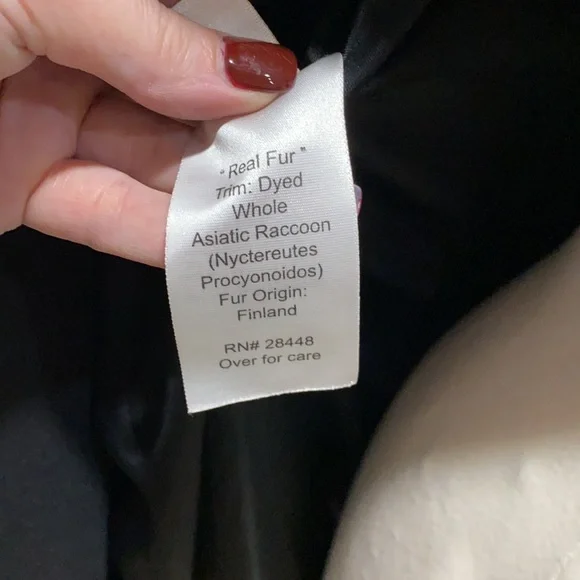 "Real Fur"
Trim: Dyed
Whole
Asiatic Raccoon
(Nyctereutes
Procyonoidos)
Fur Origin:
Finland
RN# 28448
Over for care